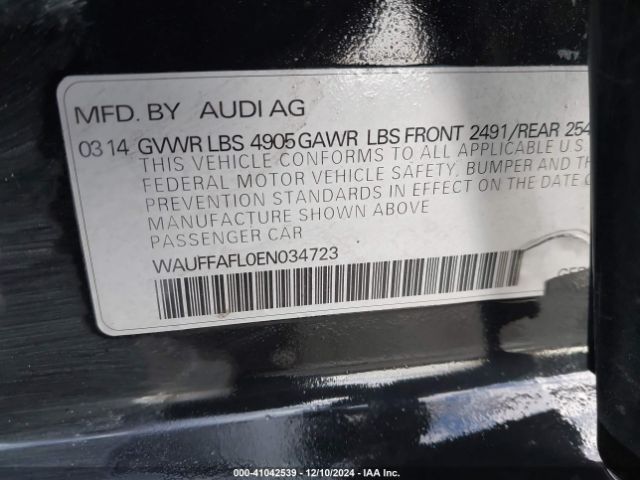 MFD. BY AUDI AG
0314 GVWR LBS 4905 GAWR LBS FRONT 2491/REAR 254
THIS VEHICLE CONFORMS TO ALL APPLICABLE U.S
FEDERAL MOTOR VEHICLE SAFETY, BUMPER AND TH
PREVENTION STANDARDS IN EFFECT ON THE DATE O
MANUFACTURE SHOWN ABOVE
PASSENGER CAR
WAUFFAFL0EN034723
000-41042539 - 12/10/2024 - IAA Inc.